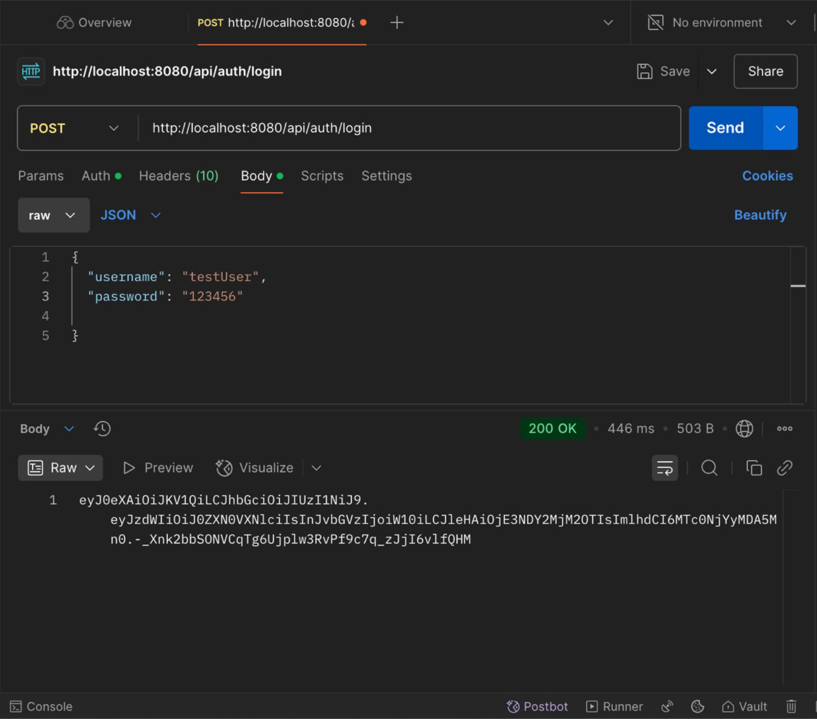 Overview
POST http://localhost:8080/a
No environment
HTTP
http://localhost:8080/api/auth/login
Save
Share
POST
http://localhost:8080/api/auth/login
Send
Params Auth Headers (10) Body Scripts Settings Cookies
raw JSON Beautify
1 {
2 "username": "testUser",
3 "password": "123456"
4
5 }
Body 200 OK 446 ms 503 B
Raw Preview Visualize
1 eyJ0eXAiOiJKV1QiLCJhbGciOiJIUzI1NiJ9.
eyJzdWIiOiJ0ZXN0VXNlciIsInJvbGVzIjoiW10iLCJleHAiOjE3NDY2MjM2OTIsImlhdCI6MTc0NjYyMDA5M
n0.-_Xnk2bbSONVCqTg6Ujplw3RvPf9c7q_zJjI6vlfQHM
Console Postbot Runner Vault